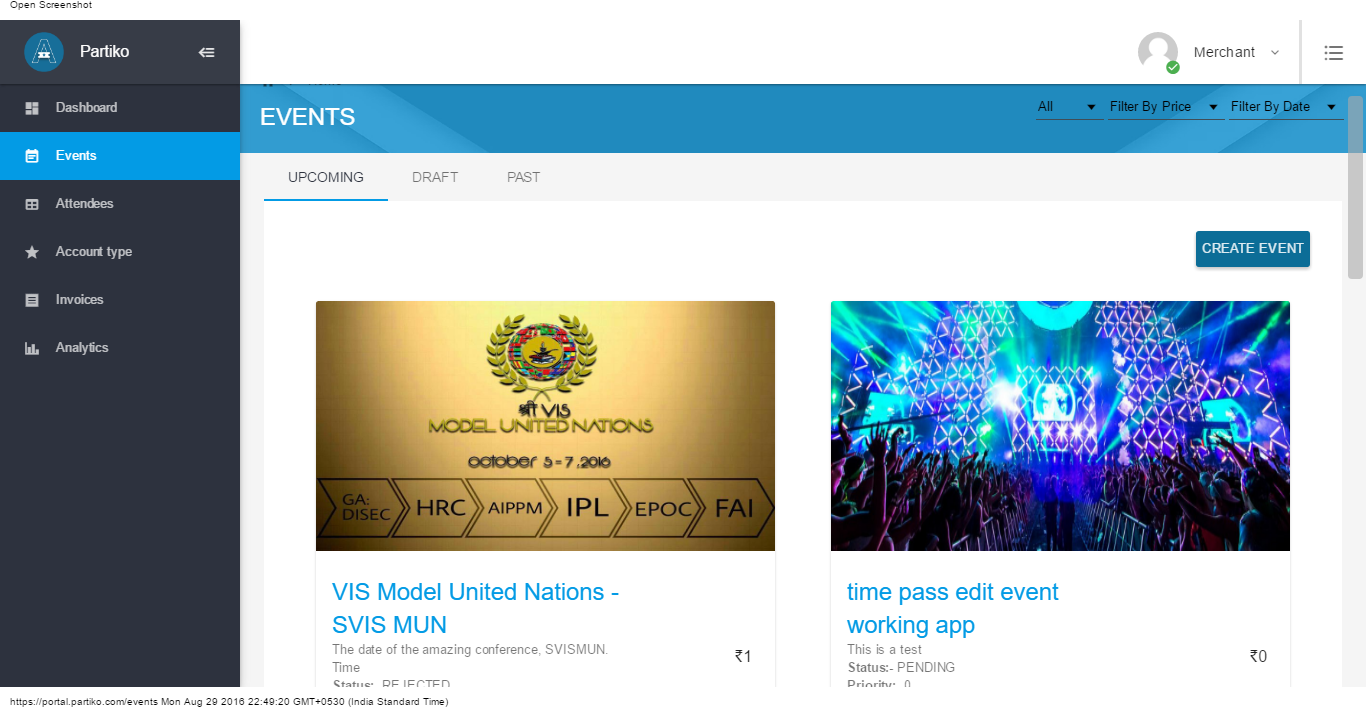 Open Screenshot
Partiko
Merchant
Dashboard
Events
Attendees
Account type
Invoices
Analytics
EVENTS
All
Filter By Price
Filter By Date
UPCOMING
DRAFT
PAST
CREATE EVENT
श्री VIS
MODEL UNITED NATIONS
october 5-7, 2016
GA: DISEC
HRC
AIPPM
IPL
EPOC
FAI
VIS Model United Nations -
SVIS MUN
The date of the amazing conference, SVISMUN.
Time
Status:- REJECTED
₹1
time pass edit event
working app
This is a test
Status:- PENDING
Priority:- 0
₹0
https://portal.partiko.com/events Mon Aug 29 2016 22:49:20 GMT+0530 (India Standard Time)